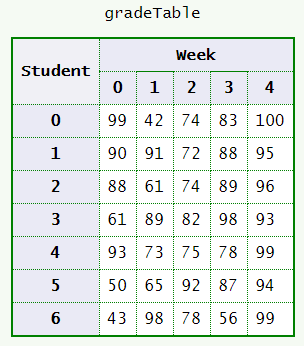 gradeTable
Student Week
0 1 2 3 4
0 99 42 74 83 100
1 90 91 72 88 95
2 88 61 74 89 96
3 61 89 82 98 93
4 93 73 75 78 99
5 50 65 92 87 94
6 43 98 78 56 99